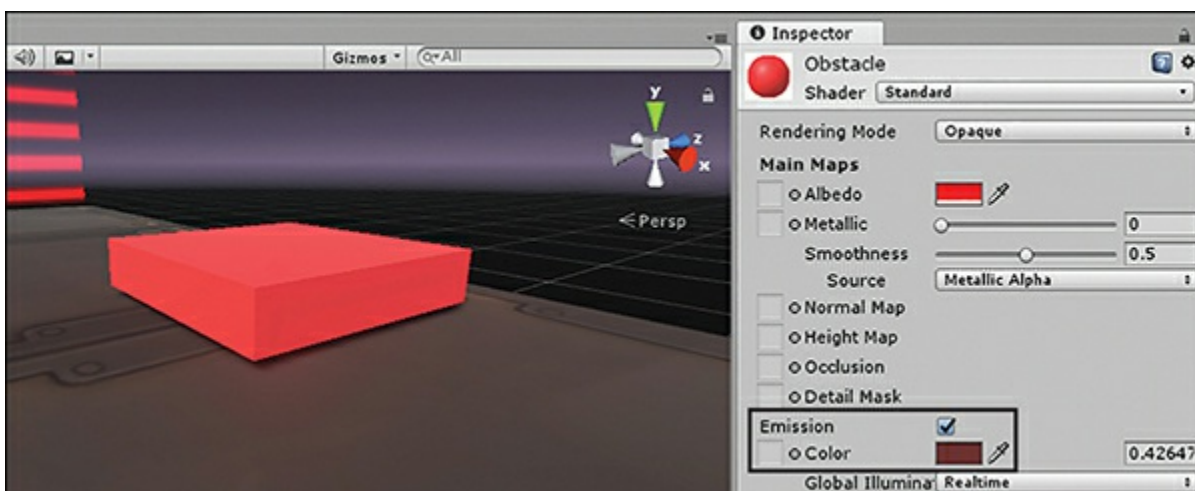 Gizmos
All
y
z
x
Persp
Inspector
Obstacle
Shader Standard
Rendering Mode Opaque
Main Maps
Albedo
Metallic 0
Smoothness 0.5
Source Metallic Alpha
Normal Map
Height Map
Occlusion
Detail Mask
Emission
Color 0.42647
Global Illumina Realtime